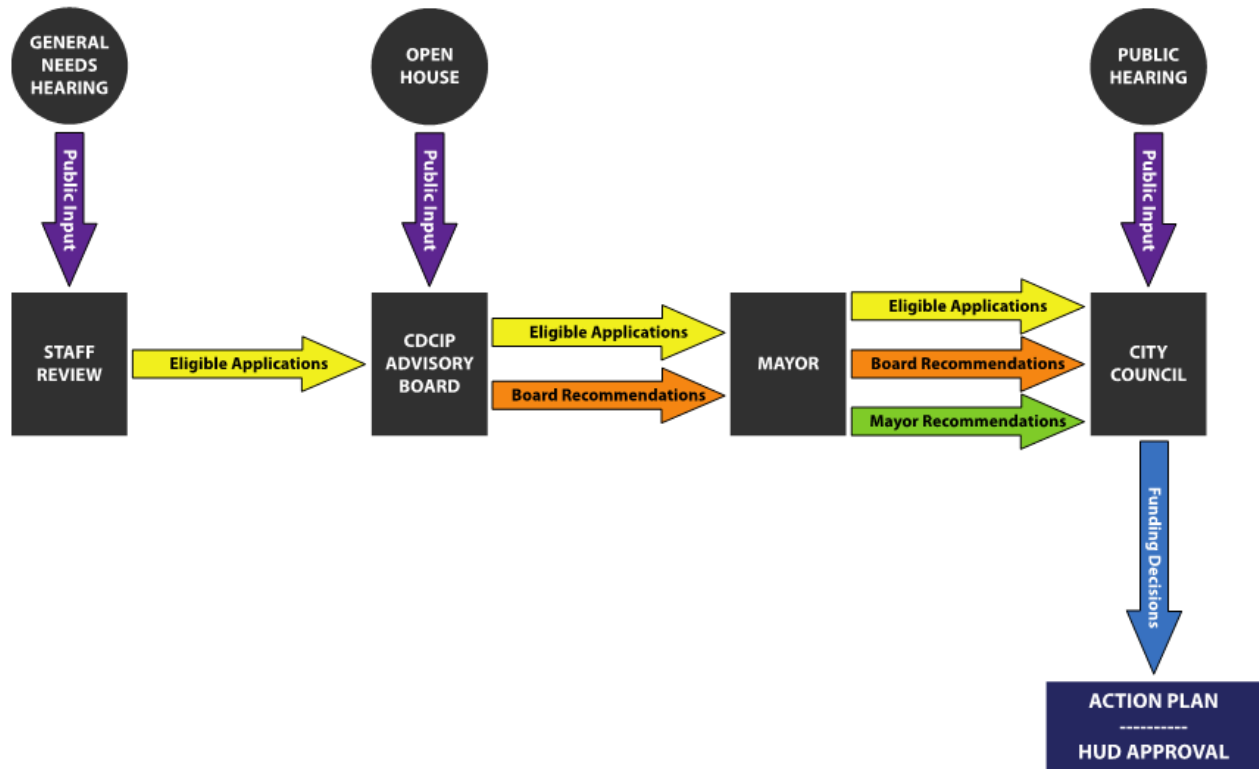 GENERAL
NEEDS
HEARING
OPEN
HOUSE
PUBLIC
HEARING
Public Input
Public Input
Public Input
STAFF
REVIEW
Eligible Applications
CDCIP
ADVISORY
BOARD
Eligible Applications
Board Recommendations
MAYOR
Eligible Applications
Board Recommendations
Mayor Recommendations
CITY
COUNCIL
Funding Decisions
ACTION PLAN
----------
HUD APPROVAL